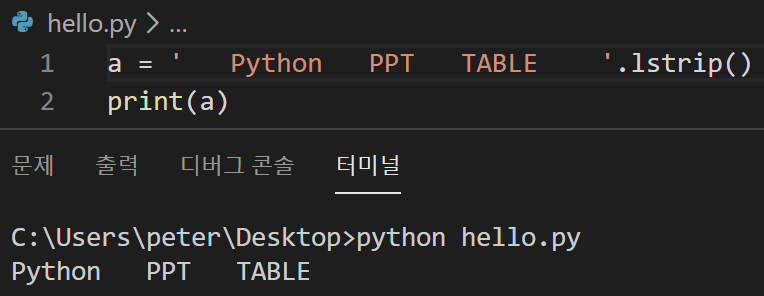 hello.py > ...
1 a = '   Python   PPT   TABLE    '.lstrip()
2 print(a)
문제 출력 디버그 콘솔 터미널
C:\Users\peter\Desktop>python hello.py
Python   PPT   TABLE